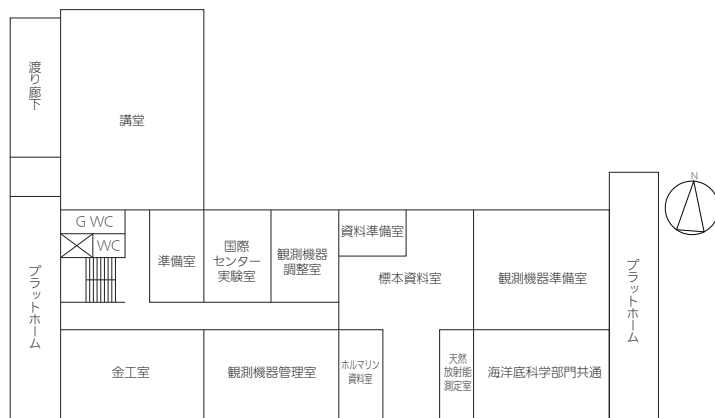 渡り廊下
講堂
N
G WC
WC
準備室
国際
センター
実験室
観測機器
調整室
資料準備室
標本資料室
観測機器準備室
プラットホーム
プラットホーム
金工室
観測機器管理室
ホルマリン
資料室
天然
放射能
測定室
海洋底科学部門共通